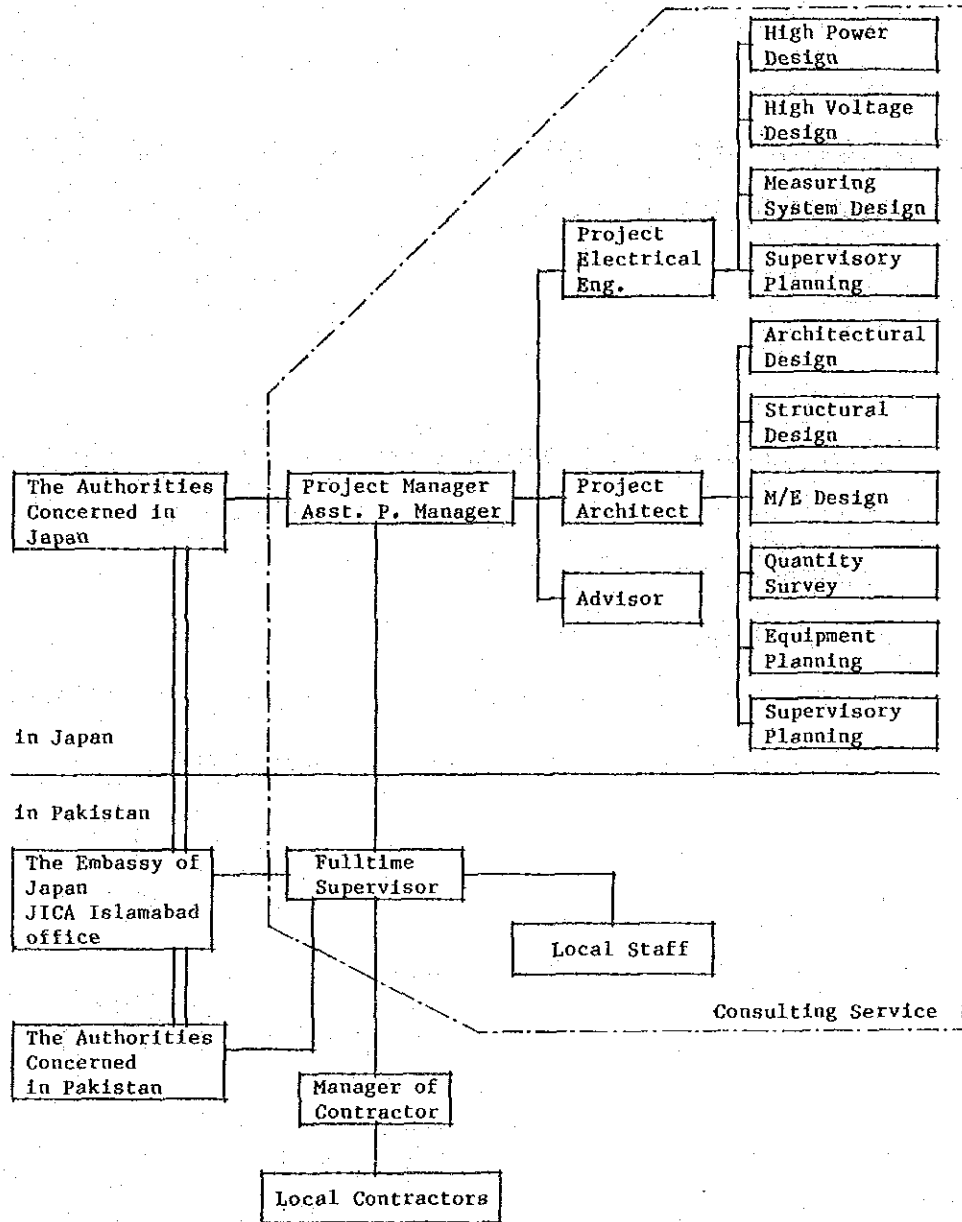 High Power
Design
High Voltage
Design
Measuring
System Design
Project
Electrical
Eng.
Supervisory
Planning
Architectural
Design
Structural
Design
The Authorities
Concerned in
Japan
Project Manager
Asst. P. Manager
Project
Architect
M/E Design
Advisor
Quantity
Survey
Equipment
Planning
Supervisory
Planning
in Japan
in Pakistan
The Embassy of
Japan
JICA Islamabad
office
Fulltime
Supervisor
Local Staff
Consulting Service
The Authorities
Concerned
in Pakistan
Manager of
Contractor
Local Contractors